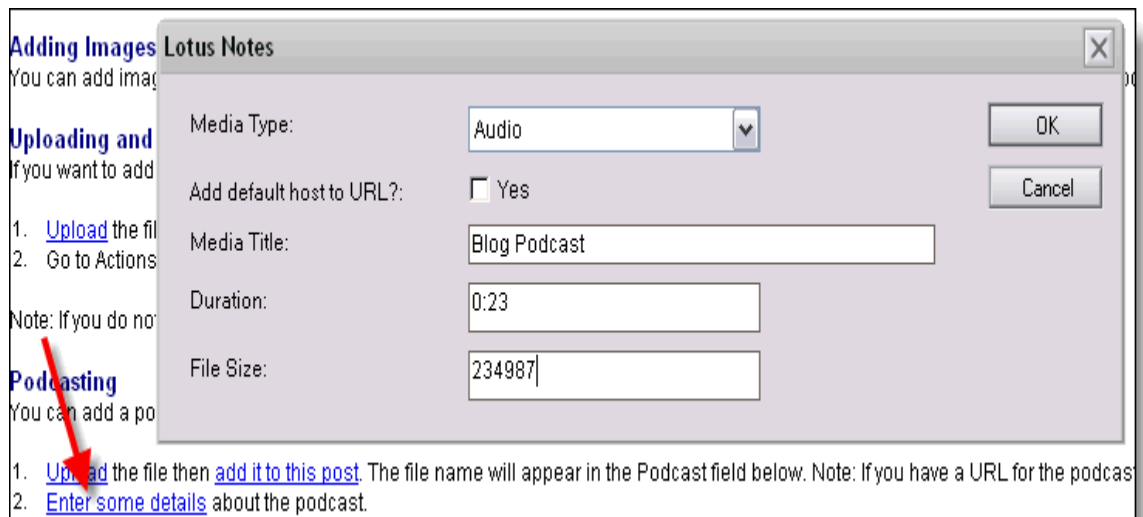 Adding Images
You can add imag
Uploading and
If you want to add
1. Upload the fil
2. Go to Actions
Note: If you do no
Podcasting
You can add a po
1. Upload the file then add it to this post. The file name will appear in the Podcast field below. Note: If you have a URL for the podcas
2. Enter some details about the podcast.
Lotus Notes
Media Type:
Audio
OK
Add default host to URL?:
Yes
Cancel
Media Title:
Blog Podcast
Duration:
0:23
File Size:
234987